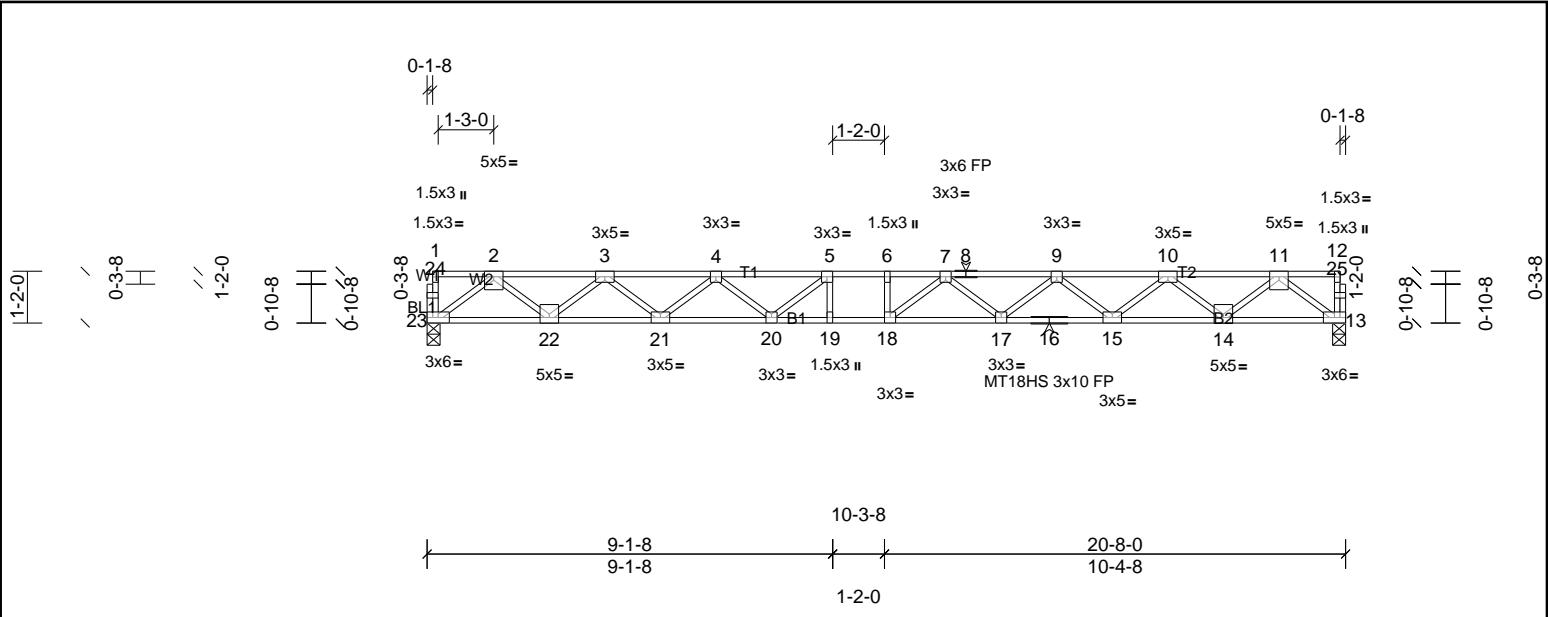 0-1-8
1-3-0
5x5=
1.5x3 II
1.5x3=
3x5=
3x3=
1-2-0
3x3=
1.5x3 II
3x6 FP
3x3=
3x3=
3x5=
5x5=
0-1-8
1.5x3=
1.5x3 II
1 2 3 4 5 6 7 8 9 10 11 12
24 W1 W2 T1 T2 25
1-2-0
0-3-8
1-2-0
0-10-8
0-10-8
0-3-8
1-2-0
0-10-8
0-10-8
0-3-8
BL1 B1 B2
23 22 21 20 19 18 17 16 15 14 13
3x6=
5x5=
3x5=
3x3=
1.5x3 II
3x3=
3x3=
MT18HS 3x10 FP
3x5=
5x5=
3x6=
10-3-8
9-1-8 20-8-0
9-1-8 10-4-8
1-2-0